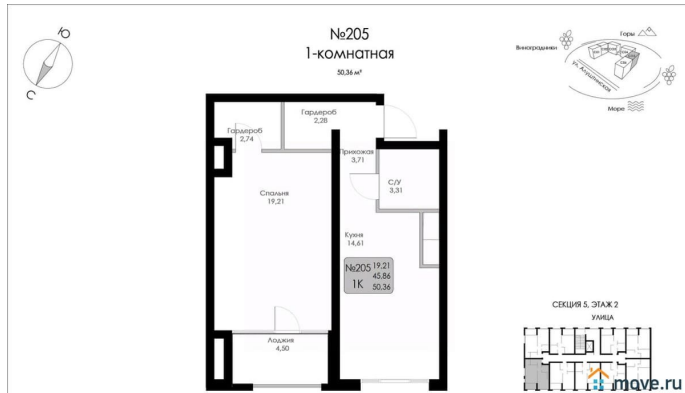 №205
1-комнатная
50,36 м²
Ю
С
Горы
Виноградники
ул. Алуштинская
Море
Гардероб
2,28
Гардероб
2,74
Прихожая
3,71
С/У
3,31
Спальня
19,21
Кухня
14,61
№205 19,21
45,86
1К 50,36
Лоджия
4,50
СЕКЦИЯ 5, ЭТАЖ 2
УЛИЦА
move.ru